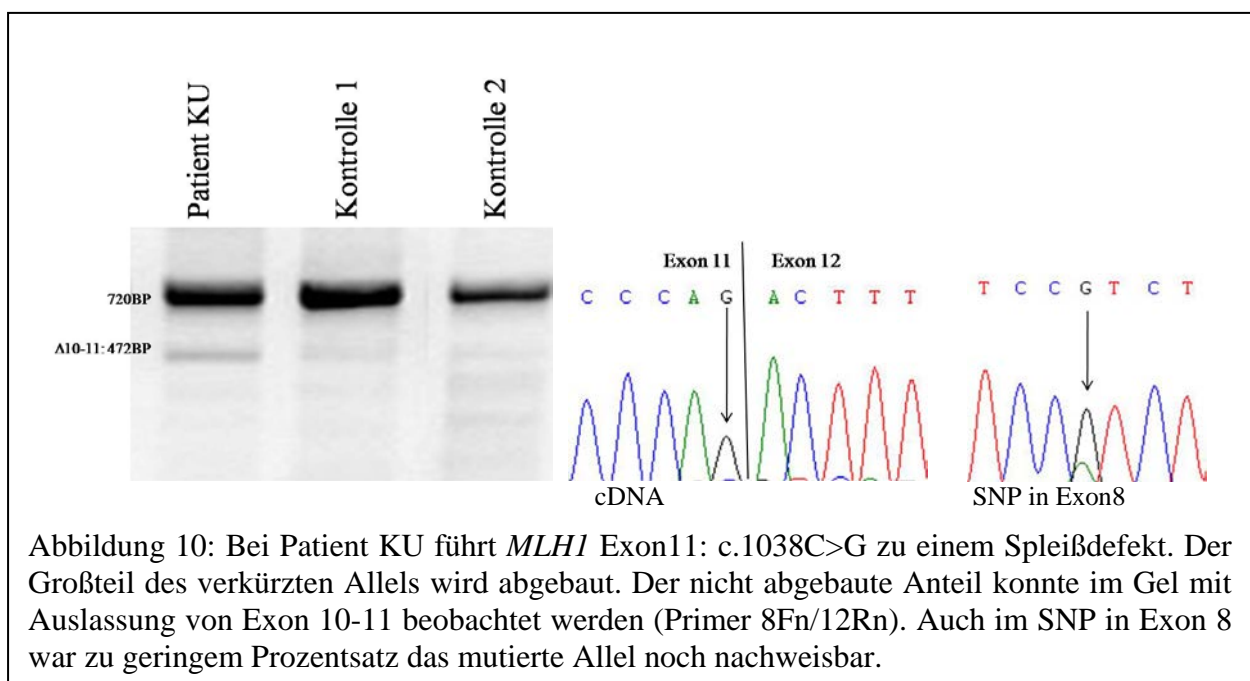 Patient KU
Kontrolle 1
Kontrolle 2
720BP
Δ10-11: 472BP
Exon 11 Exon 12
C C C A G A C T T T
T C C G T C T
cDNA
SNP in Exon8
Abbildung 10: Bei Patient KU führt MLH1 Exon11: c.1038C>G zu einem Spleißdefekt. Der
Großteil des verkürzten Allels wird abgebaut. Der nicht abgebaute Anteil konnte im Gel mit
Auslassung von Exon 10-11 beobachtet werden (Primer 8Fn/12Rn). Auch im SNP in Exon 8
war zu geringem Prozentsatz das mutierte Allel noch nachweisbar.